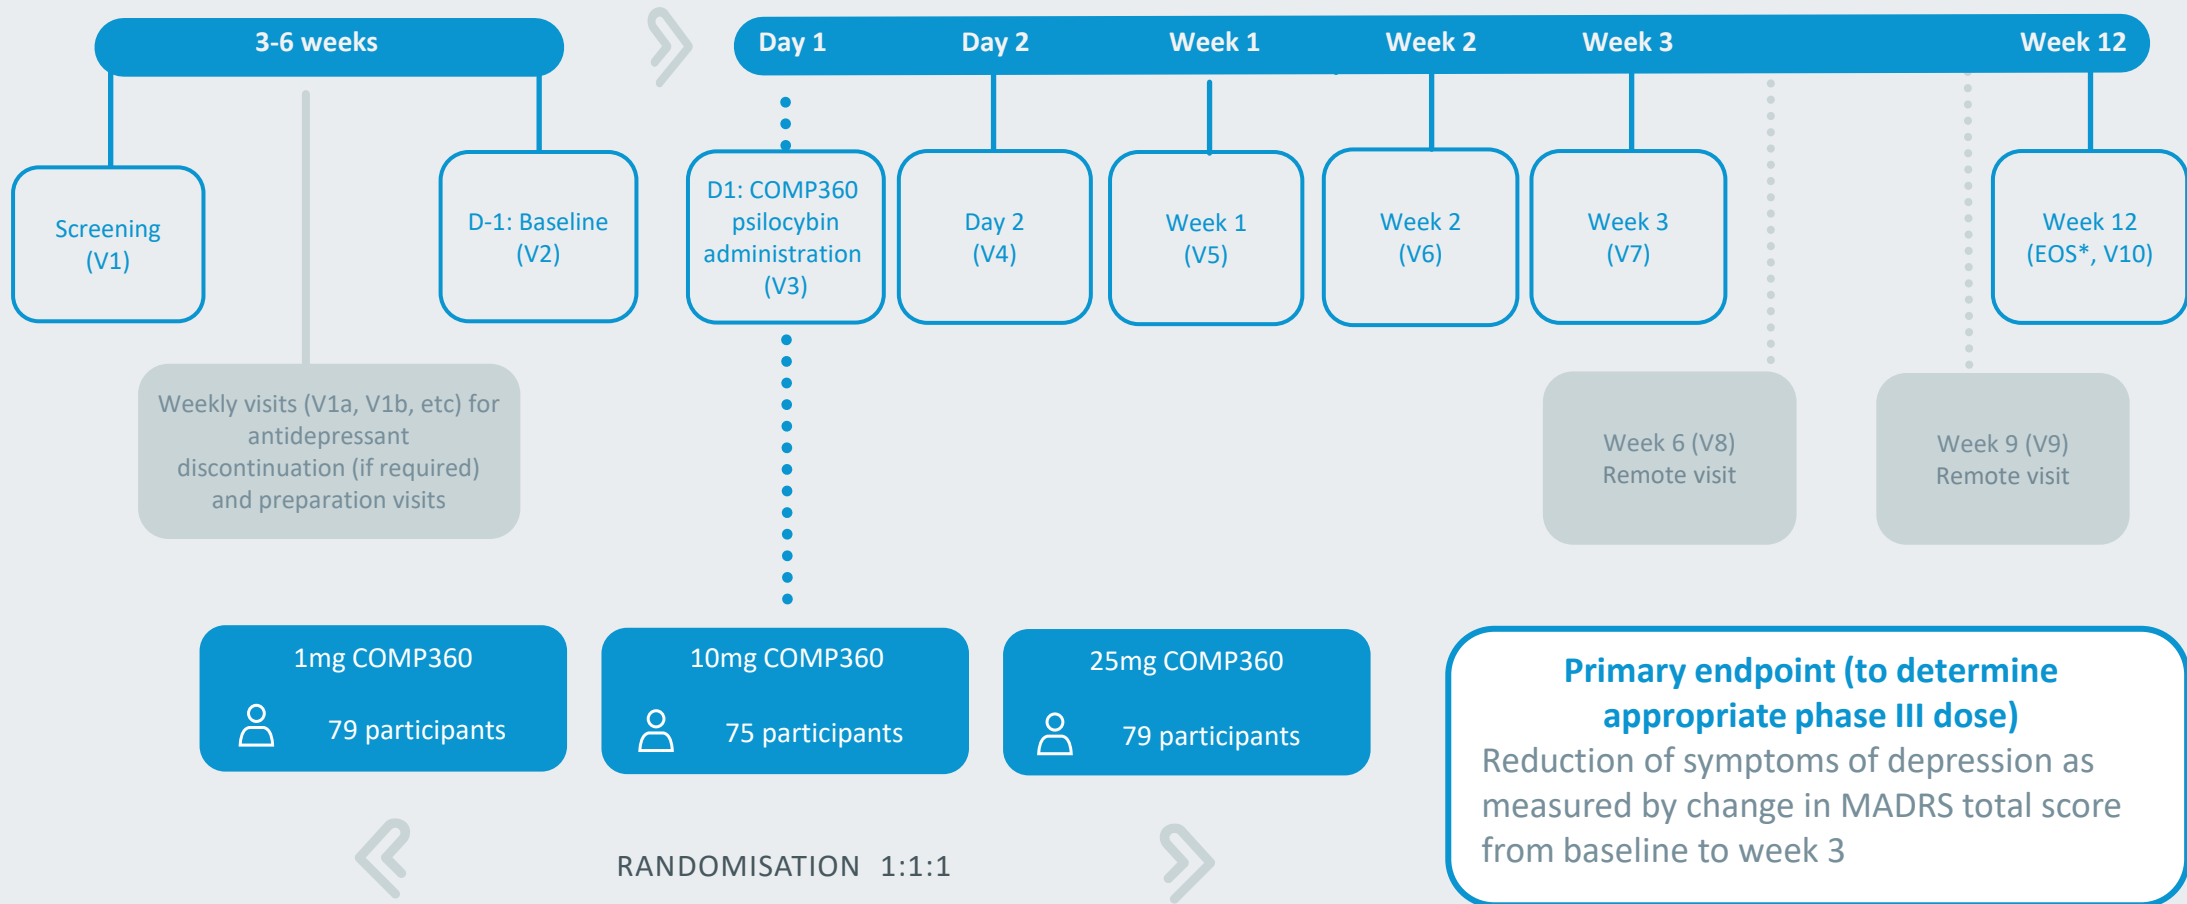 3-6 weeks
Day 1
Day 2
Week 1
Week 2
Week 3
Week 12
Screening
(V1)
D-1: Baseline
(V2)
D1: COMP360
psilocybin
administration
(V3)
Day 2
(V4)
Week 1
(V5)
Week 2
(V6)
Week 3
(V7)
Week 12
(EOS*, V10)
Weekly visits (V1a, V1b, etc) for
antidepressant
discontinuation (if required)
and preparation visits
Week 6 (V8)
Remote visit
Week 9 (V9)
Remote visit
1mg COMP360
79 participants
10mg COMP360
75 participants
25mg COMP360
79 participants
RANDOMISATION 1:1:1
Primary endpoint (to determine
appropriate phase III dose)
Reduction of symptoms of depression as
measured by change in MADRS total score
from baseline to week 3